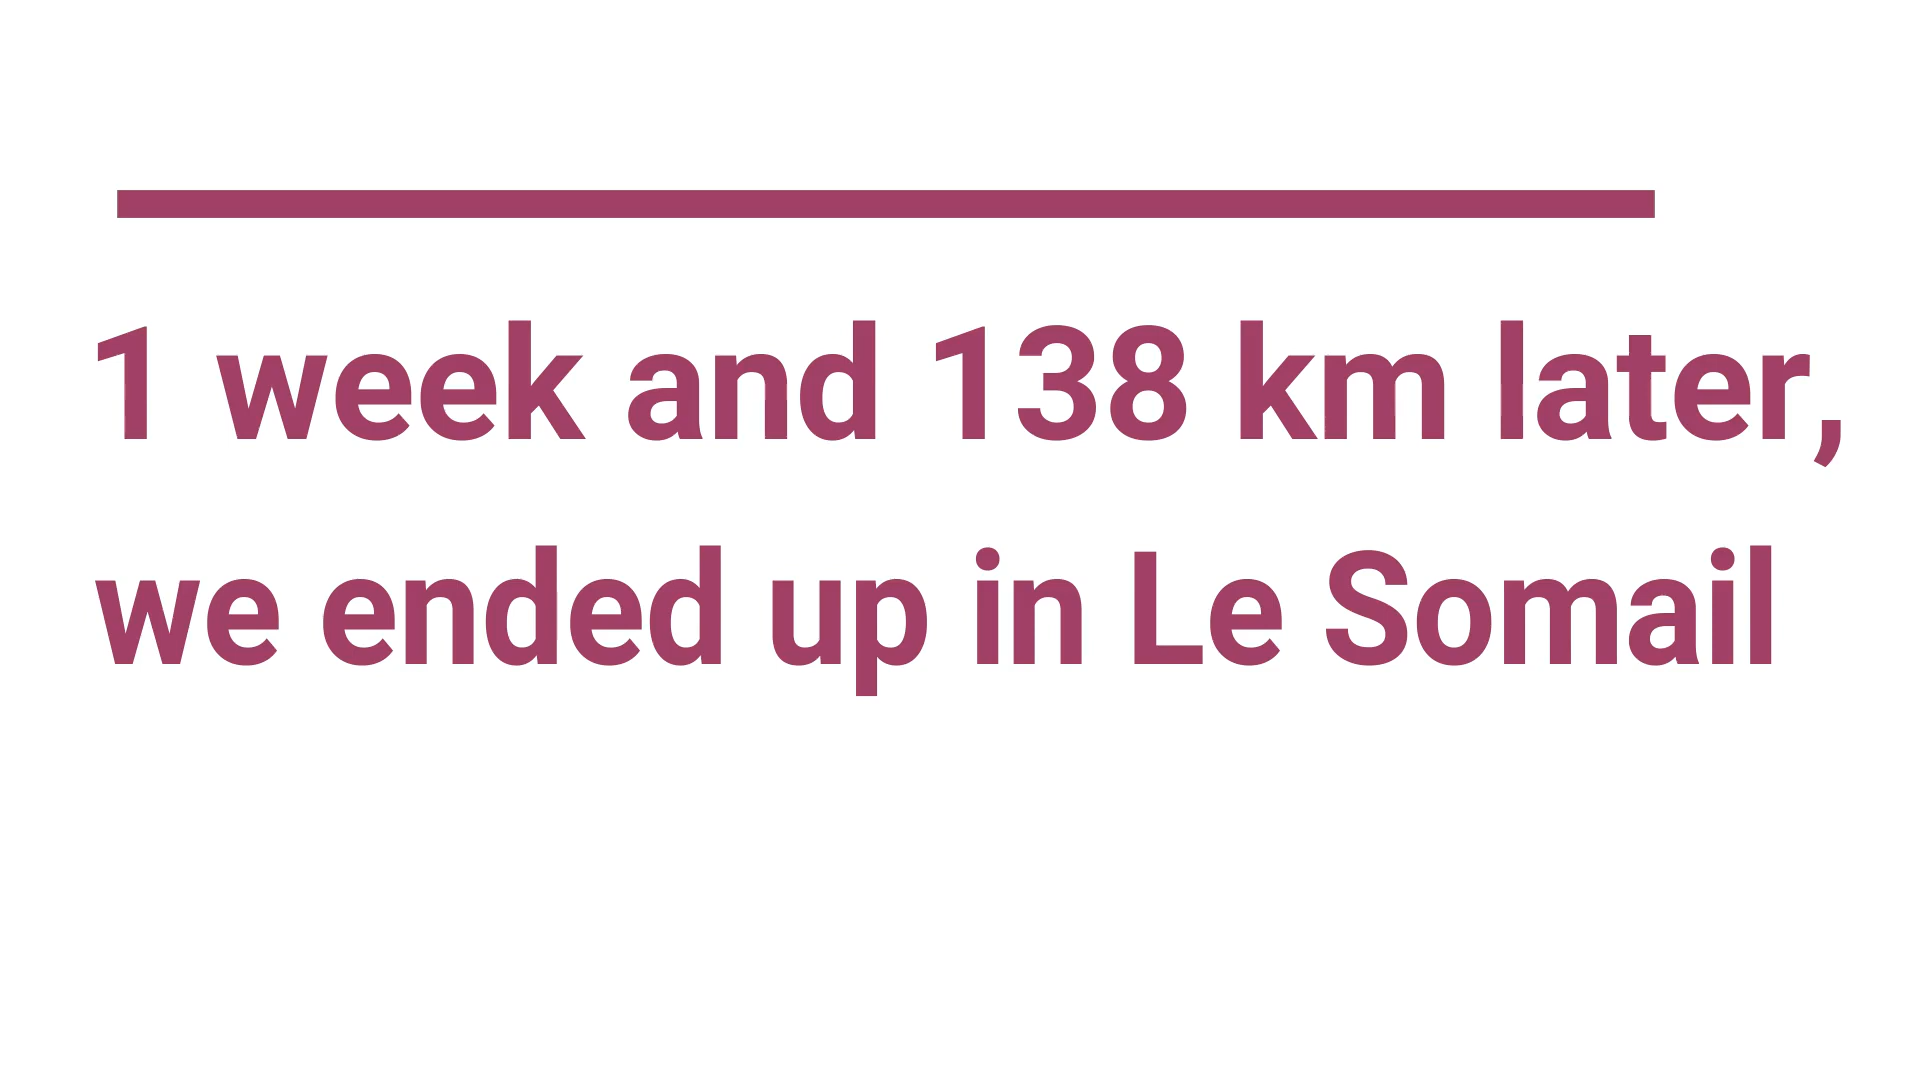 1 week and 138 km later,
we ended up in Le Somail